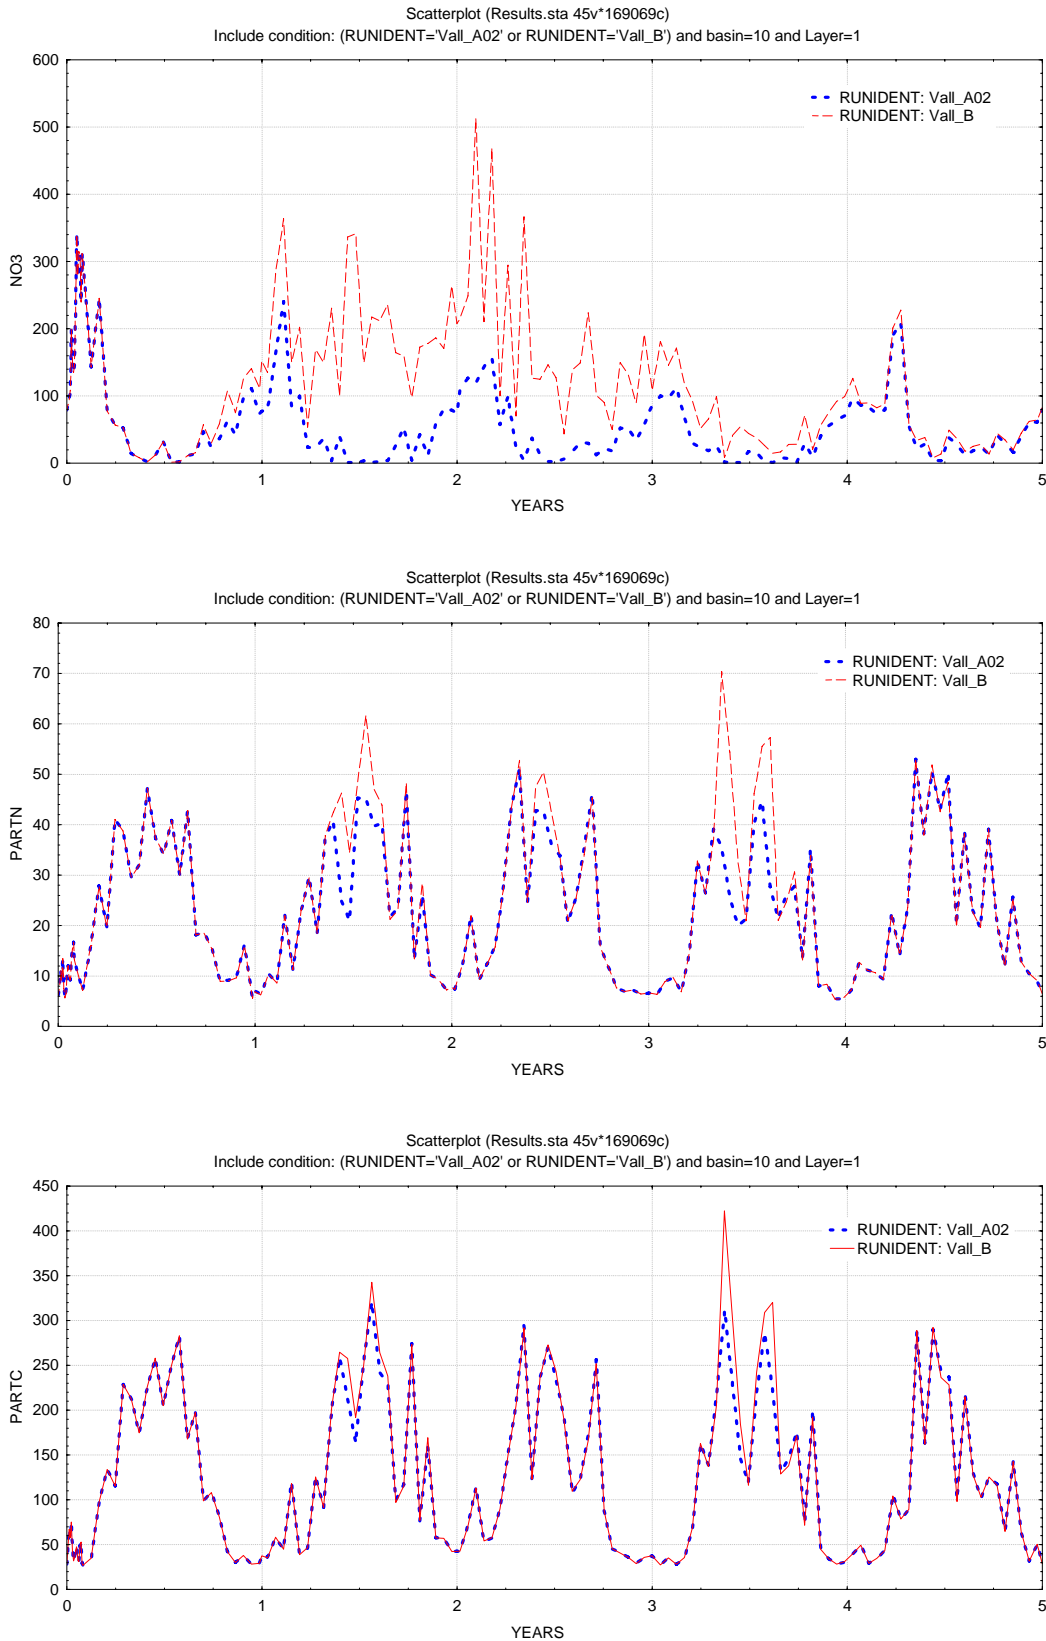 Scatterplot (Results.sta 45v*169069c)
Include condition: (RUNIDENT='Vall_A02' or RUNIDENT='Vall_B') and basin=10 and Layer=1
600
500
400
300
200
100
0
NO3
RUNIDENT: Vall_A02
RUNIDENT: Vall_B
0 1 2 3 4 5
YEARS
Scatterplot (Results.sta 45v*169069c)
Include condition: (RUNIDENT='Vall_A02' or RUNIDENT='Vall_B') and basin=10 and Layer=1
80
70
60
50
40
30
20
10
0
PARTN
RUNIDENT: Vall_A02
RUNIDENT: Vall_B
0 1 2 3 4 5
YEARS
Scatterplot (Results.sta 45v*169069c)
Include condition: (RUNIDENT='Vall_A02' or RUNIDENT='Vall_B') and basin=10 and Layer=1
450
400
350
300
250
200
150
100
50
0
PARTC
RUNIDENT: Vall_A02
RUNIDENT: Vall_B
0 1 2 3 4 5
YEARS